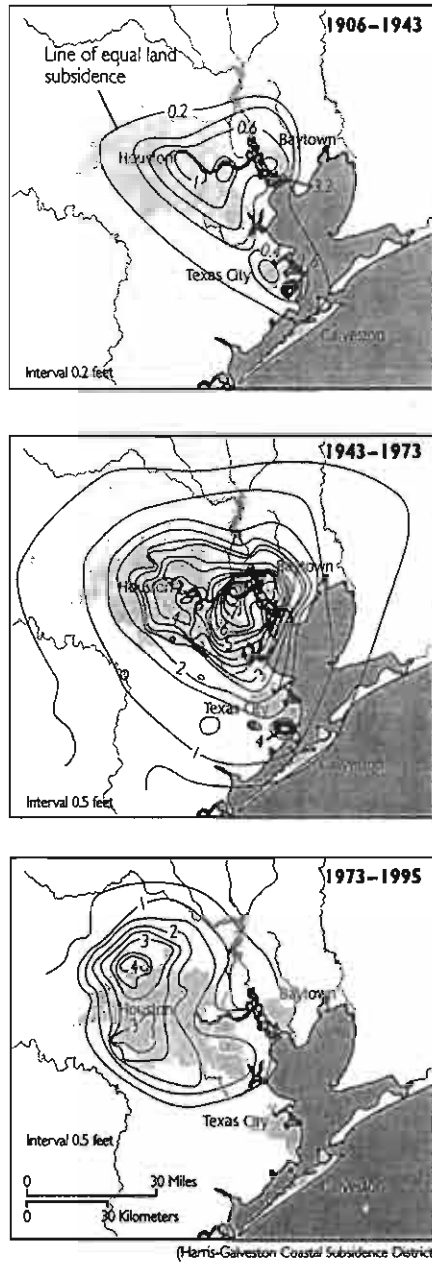 1906–1943
Line of equal land
subsidence
0.2
0.6
Baytown
Houston
1
Texas City
Galveston
Interval 0.2 feet
1943–1973
Baytown
Houston
2
Texas City
4
1
Galveston
Interval 0.5 feet
1973–1995
1
2
3
4
Baytown
Houston
3
Texas City
Interval 0.5 feet
Galveston
0 30 Miles
0 30 Kilometers
(Harris-Galveston Coastal Subsidence District